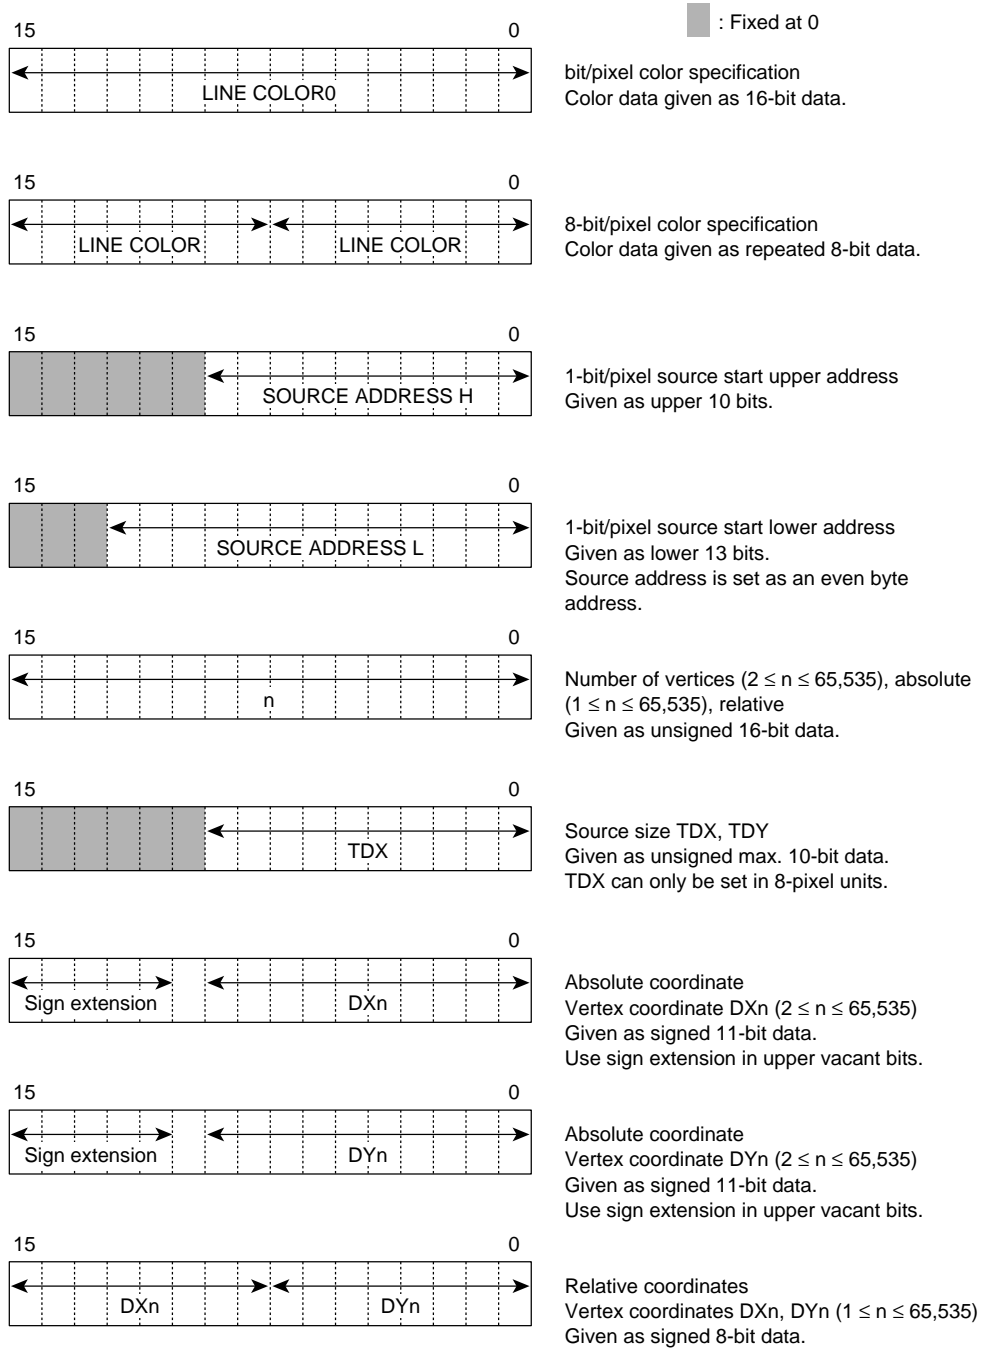 : Fixed at 0
15 0
LINE COLOR0
bit/pixel color specification
Color data given as 16-bit data.
15 0
LINE COLOR LINE COLOR
8-bit/pixel color specification
Color data given as repeated 8-bit data.
15 0
SOURCE ADDRESS H
1-bit/pixel source start upper address
Given as upper 10 bits.
15 0
SOURCE ADDRESS L
1-bit/pixel source start lower address
Given as lower 13 bits.
Source address is set as an even byte
address.
15 0
n
Number of vertices (2 ≤ n ≤ 65,535), absolute
(1 ≤ n ≤ 65,535), relative
Given as unsigned 16-bit data.
15 0
TDX
Source size TDX, TDY
Given as unsigned max. 10-bit data.
TDX can only be set in 8-pixel units.
15 0
Sign extension DXn
Absolute coordinate
Vertex coordinate DXn (2 ≤ n ≤ 65,535)
Given as signed 11-bit data.
Use sign extension in upper vacant bits.
15 0
Sign extension DYn
Absolute coordinate
Vertex coordinate DYn (2 ≤ n ≤ 65,535)
Given as signed 11-bit data.
Use sign extension in upper vacant bits.
15 0
DXn DYn
Relative coordinates
Vertex coordinates DXn, DYn (1 ≤ n ≤ 65,535)
Given as signed 8-bit data.